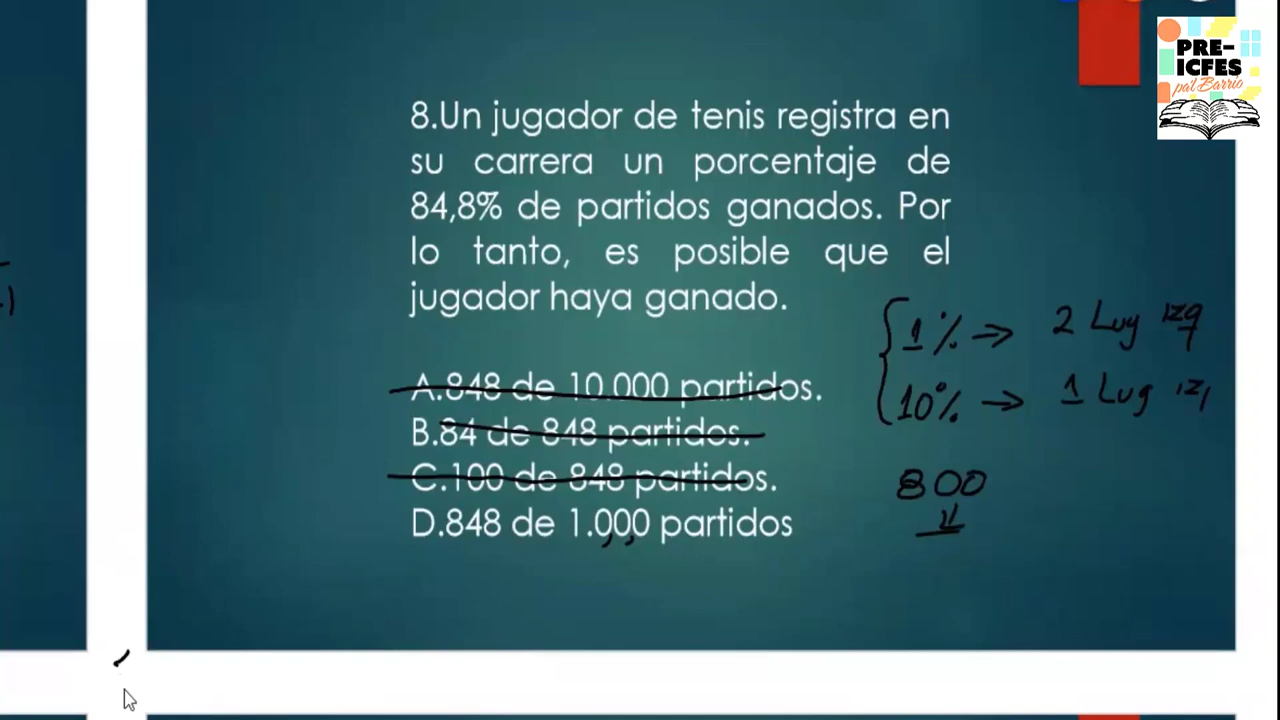 PRE-
ICFES
pa'l Barrio
8.Un jugador de tenis registra en
su carrera un porcentaje de
84,8% de partidos ganados. Por
lo tanto, es posible que el
jugador haya ganado.
A.848 de 10.000 partidos.
B.84 de 848 partidos.
C.100 de 848 partidos.
D.848 de 1.000 partidos
1% → 2 Lug izq
10% → 1 Lug
800